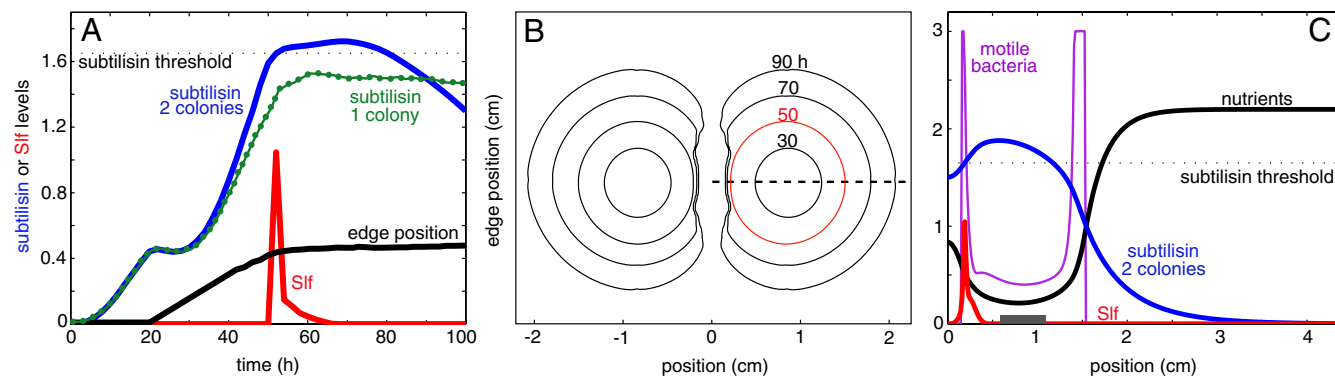 A
subtilisin threshold
subtilisin
2 colonies
subtilisin
1 colony
edge position
Slf
subtilisin or Slf levels
0
0.4
0.8
1.2
1.6
0
20
40
60
80
100
time (h)
B
90 h
70
50
30
edge position (cm)
-2
-1
0
1
2
position (cm)
C
motile
bacteria
nutrients
subtilisin threshold
subtilisin
2 colonies
Slf
3
2
1
0
0
1
2
3
4
position (cm)